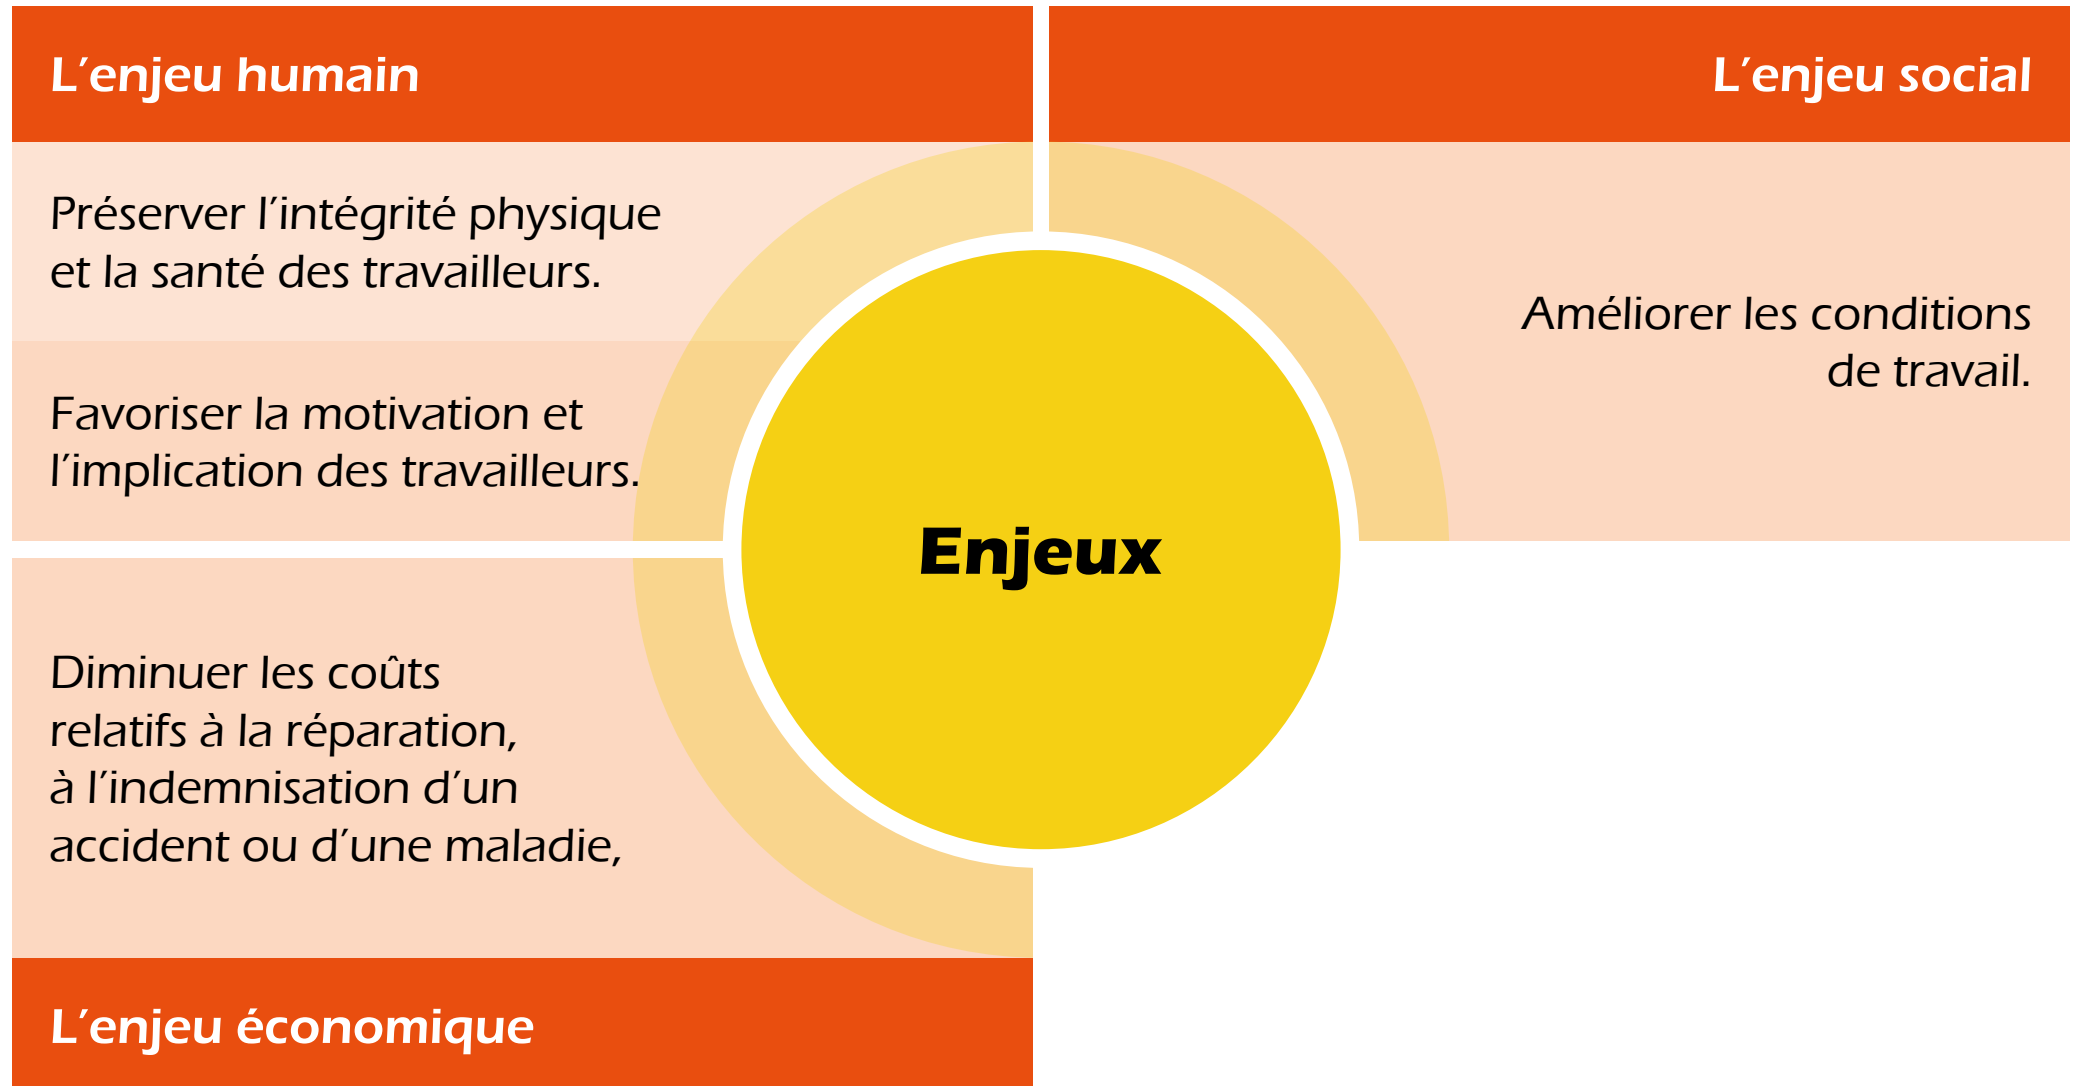 L’enjeu humain
Préserver l’intégrité physique
et la santé des travailleurs.
Favoriser la motivation et
l’implication des travailleurs.
L’enjeu social
Améliorer les conditions
de travail.
Enjeux
Diminuer les coûts
relatifs à la réparation,
à l’indemnisation d’un
accident ou d’une maladie,
L’enjeu économique